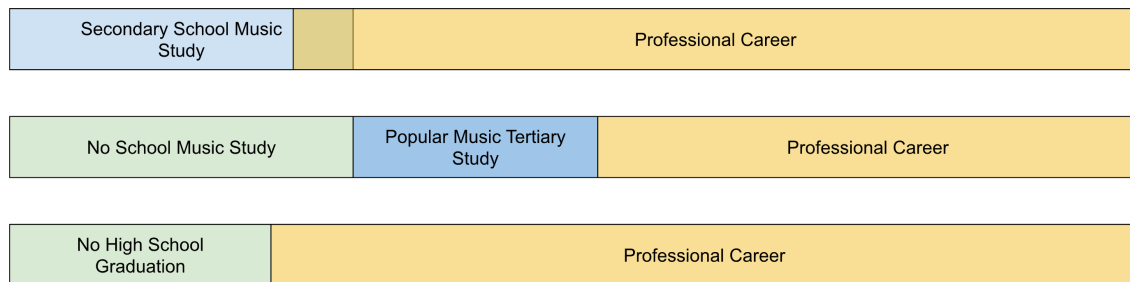 Secondary School Music
Study
Professional Career
No School Music Study
Popular Music Tertiary
Study
Professional Career
No High School
Graduation
Professional Career